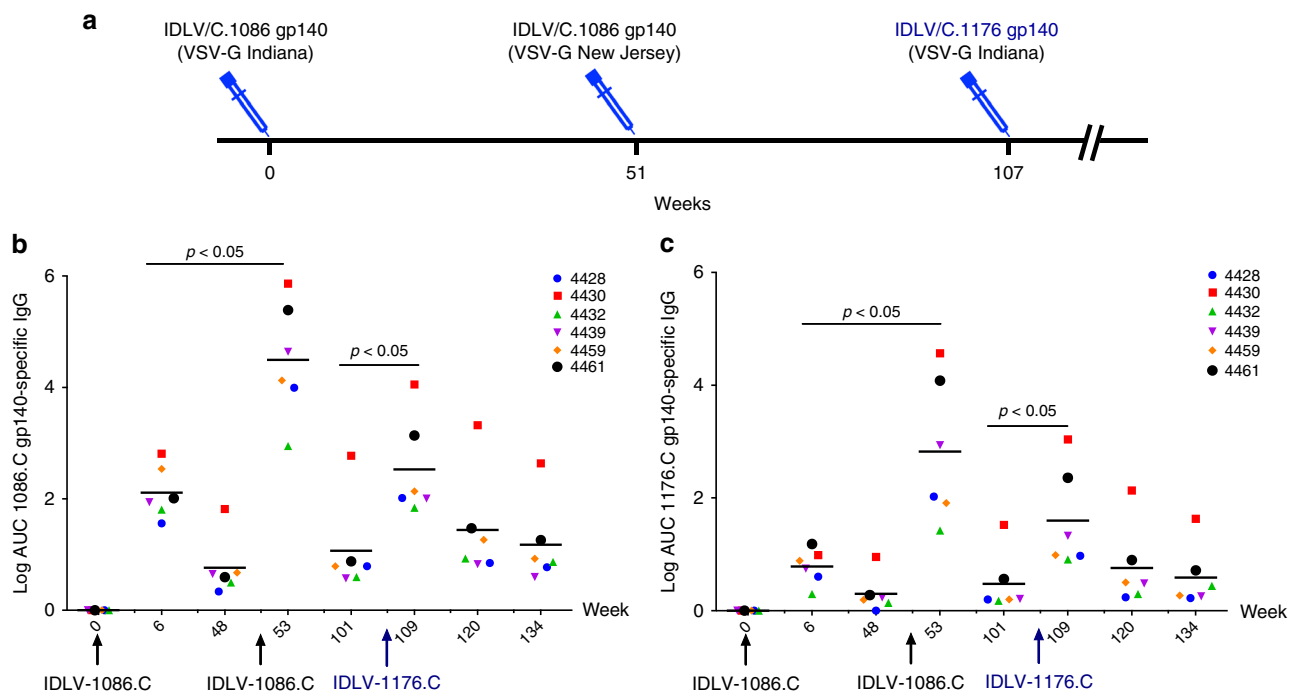 a
IDLV/C.1086 gp140
(VSV-G Indiana)
IDLV/C.1086 gp140
(VSV-G New Jersey)
IDLV/C.1176 gp140
(VSV-G Indiana)
0
51
107
Weeks
b
Log AUC 1086.C gp140-specific IgG
6
4
2
0
p < 0.05
p < 0.05
4428
4430
4432
4439
4459
4461
0
6
48
53
101
109
120
134
Week
IDLV-1086.C
IDLV-1086.C
IDLV-1176.C
c
Log AUC 1176.C gp140-specific IgG
6
4
2
0
p < 0.05
p < 0.05
4428
4430
4432
4439
4459
4461
0
6
48
53
101
109
120
134
Week
IDLV-1086.C
IDLV-1086.C
IDLV-1176.C